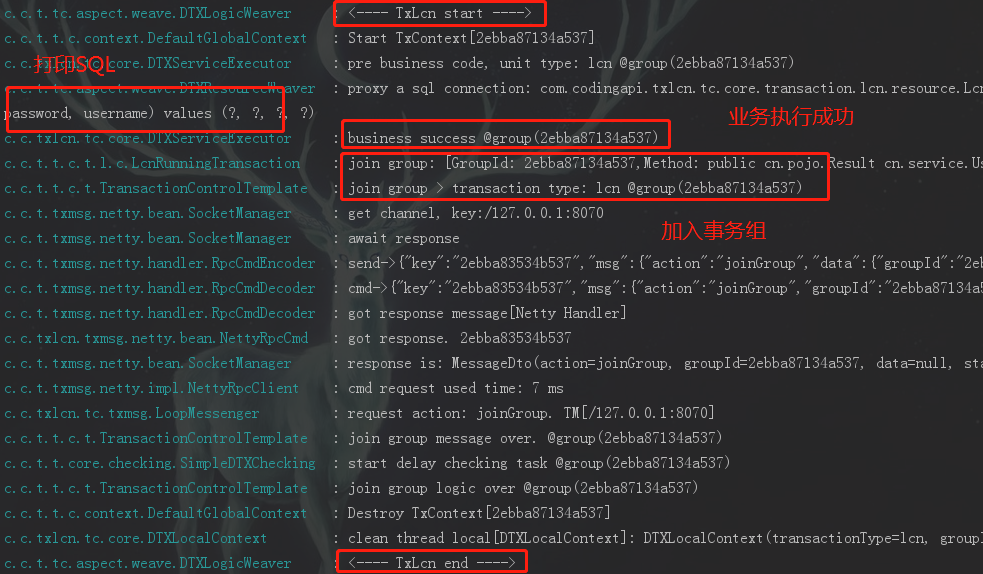 c.c.t.tc.aspect.weave.DTXLogicWeaver : <---- TxLcn start ---->
c.c.t.t.c.context.DefaultGlobalContext : Start TxContext[2ebba87134a537]
c.c.txlcn.tc.core.DTXServiceExecutor : pre business code, unit type: lcn @group(2ebba87134a537)
打印SQL
c.c.t.tc.aspect.weave.DTXResourceWeaver : proxy a sql connection: com.codingapi.txlcn.tc.core.transaction.lcn.resource.Lcn
password, username) values (?, ?, ?, ?)
业务执行成功
c.c.txlcn.tc.core.DTXServiceExecutor : business success @group(2ebba87134a537)
c.c.t.t.c.t.l.c.LcnRunningTransaction : join group: [GroupId: 2ebba87134a537,Method: public cn.pojo.Result cn.service.Us
c.c.t.t.c.t.TransactionControlTemplate : join group > transaction type: lcn @group(2ebba87134a537)
c.c.t.txmsg.netty.bean.SocketManager : get channel, key:/127.0.0.1:8070
加入事务组
c.c.t.txmsg.netty.bean.SocketManager : await response
c.c.t.txmsg.netty.handler.RpcCmdEncoder : send->{"key":"2ebba83534b537","msg":{"action":"joinGroup","data":{"groupId":"2eb
c.c.t.txmsg.netty.handler.RpcCmdDecoder : cmd->{"key":"2ebba83534b537","msg":{"action":"joinGroup","groupId":"2ebba87134a5
c.c.t.txmsg.netty.handler.RpcCmdDecoder : got response message[Netty Handler]
c.c.txlcn.txmsg.netty.bean.NettyRpcCmd : got response. 2ebba83534b537
c.c.t.txmsg.netty.bean.SocketManager : response is: MessageDto(action=joinGroup, groupId=2ebba87134a537, data=null, sta
c.c.t.txmsg.netty.impl.NettyRpcClient : cmd request used time: 7 ms
c.c.txlcn.tc.txmsg.LoopMessenger : request action: joinGroup. TM[/127.0.0.1:8070]
c.c.t.t.c.t.TransactionControlTemplate : join group message over. @group(2ebba87134a537)
c.c.t.t.core.checking.SimpleDTXChecking : start delay checking task @group(2ebba87134a537)
c.c.t.t.c.t.TransactionControlTemplate : join group logic over @group(2ebba87134a537)
c.c.t.t.c.context.DefaultGlobalContext : Destroy TxContext[2ebba87134a537]
c.c.txlcn.tc.core.DTXLocalContext : clean thread local[DTXLocalContext]: DTXLocalContext(transactionType=lcn, groupI
c.c.t.tc.aspect.weave.DTXLogicWeaver : <---- TxLcn end ---->